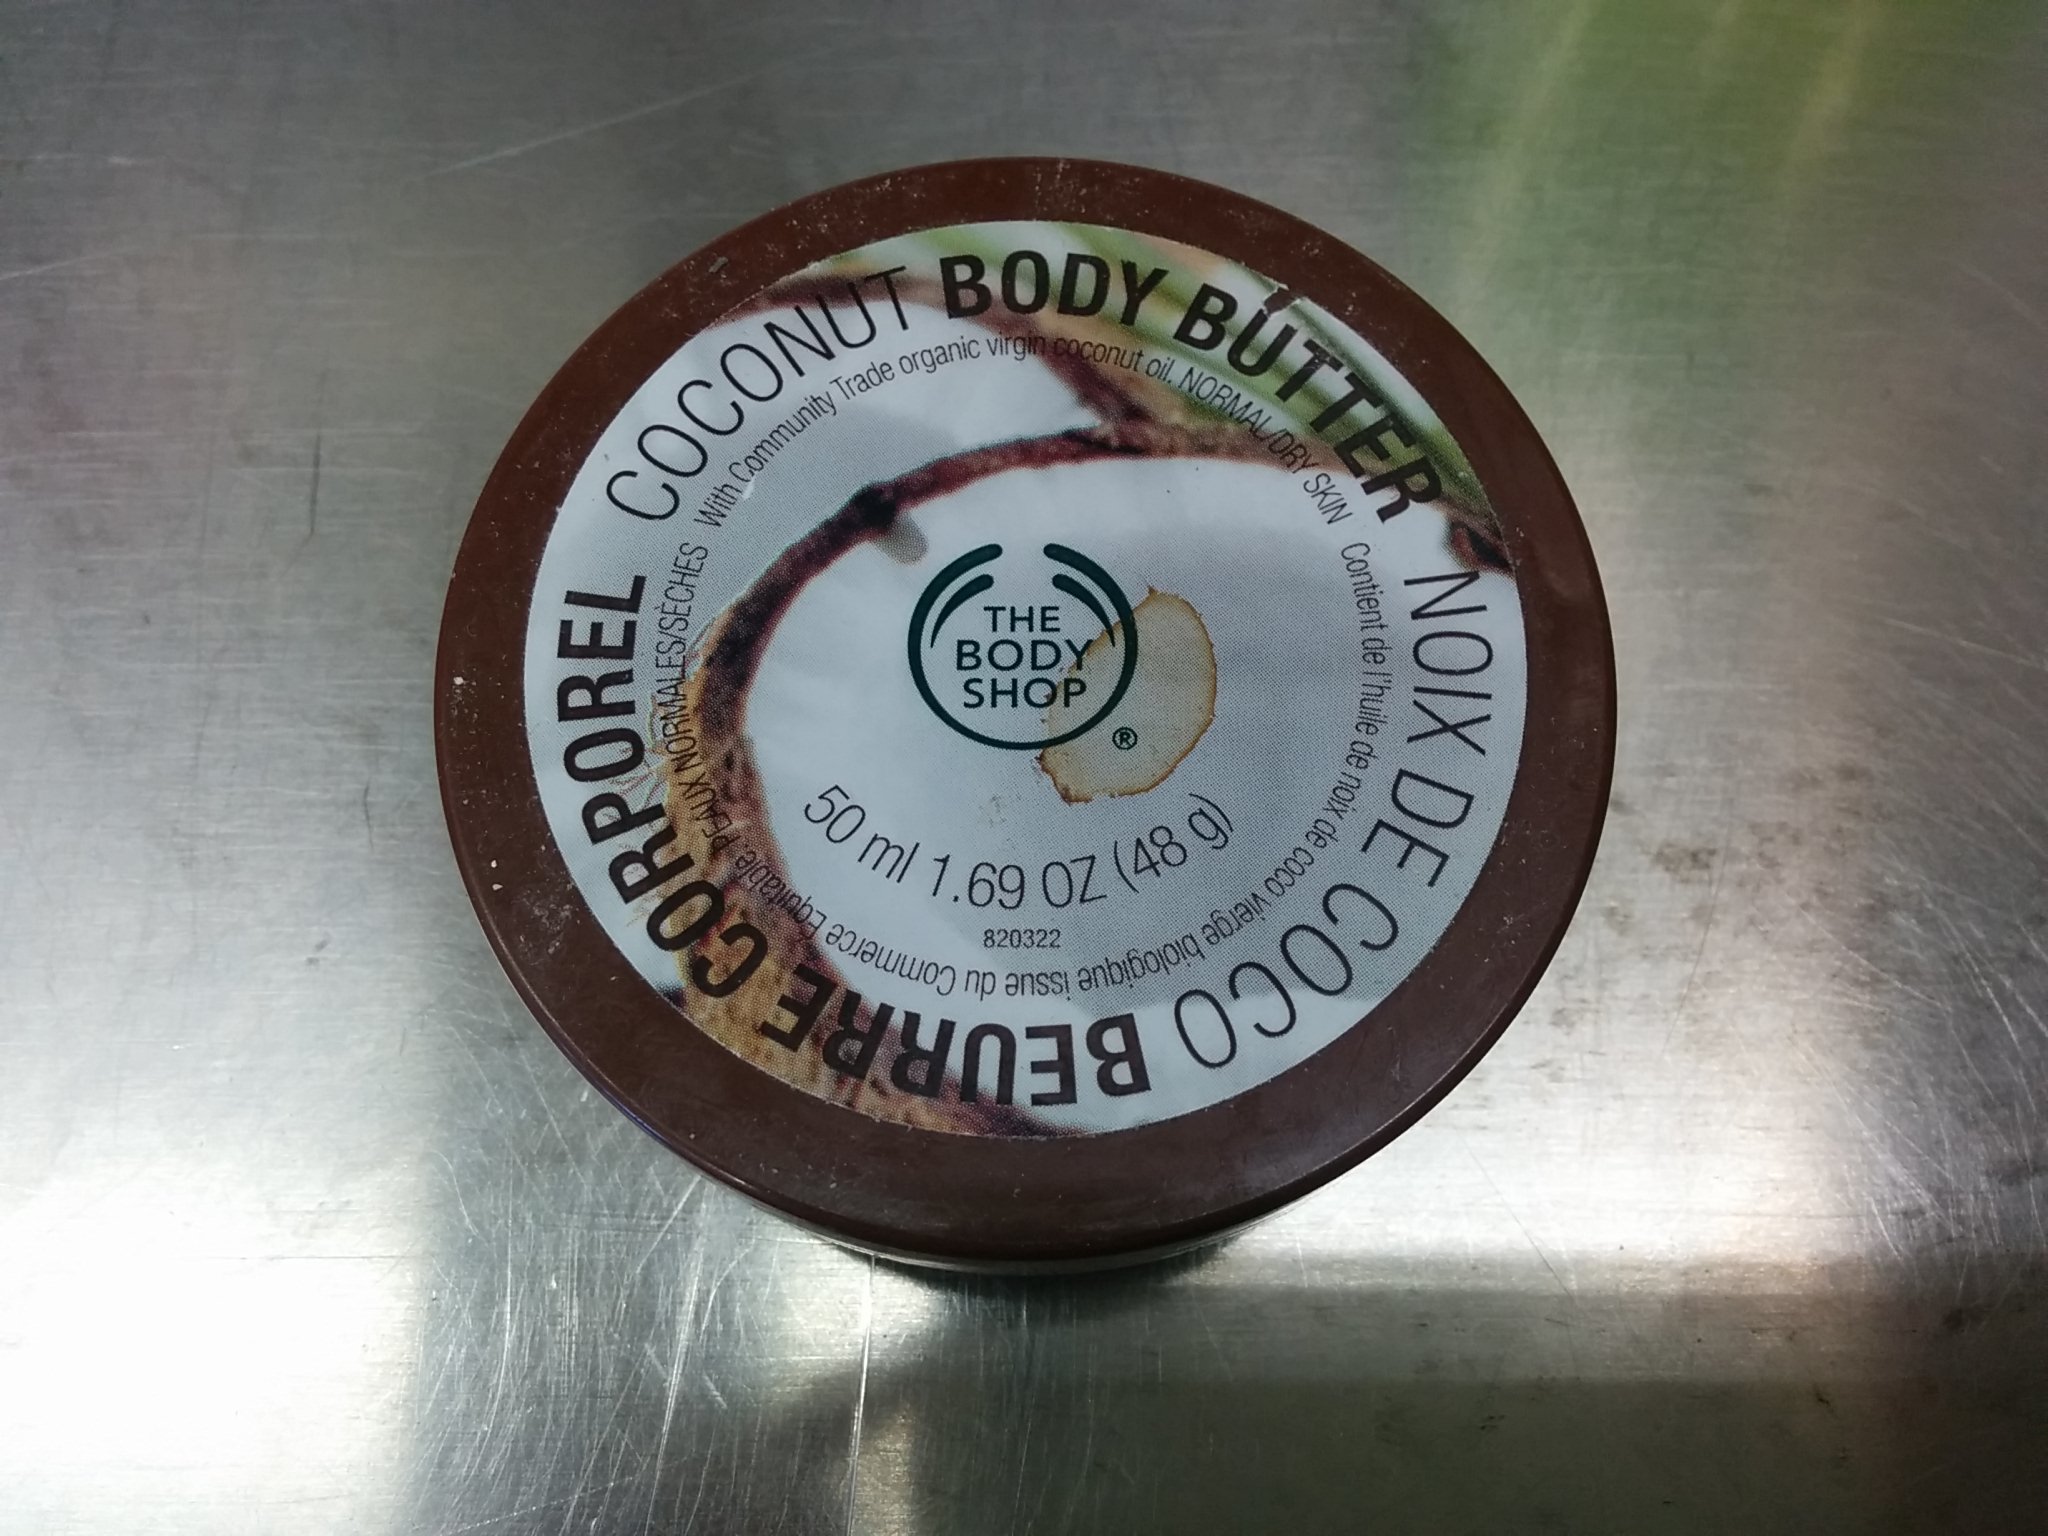 COCONUT BODY BUTTER
With Community Trade organic virgin coconut oil. NORMAL/DRY SKIN
NOIX DE COCO BEURRE CORPOREL
Contient de l'huile de noix de coco vierge biologique issue du Commerce Equitable. PEAUX NORMALES/SÈCHES
THE
BODY
SHOP
®
50 ml 1.69 OZ (48 g)
820322